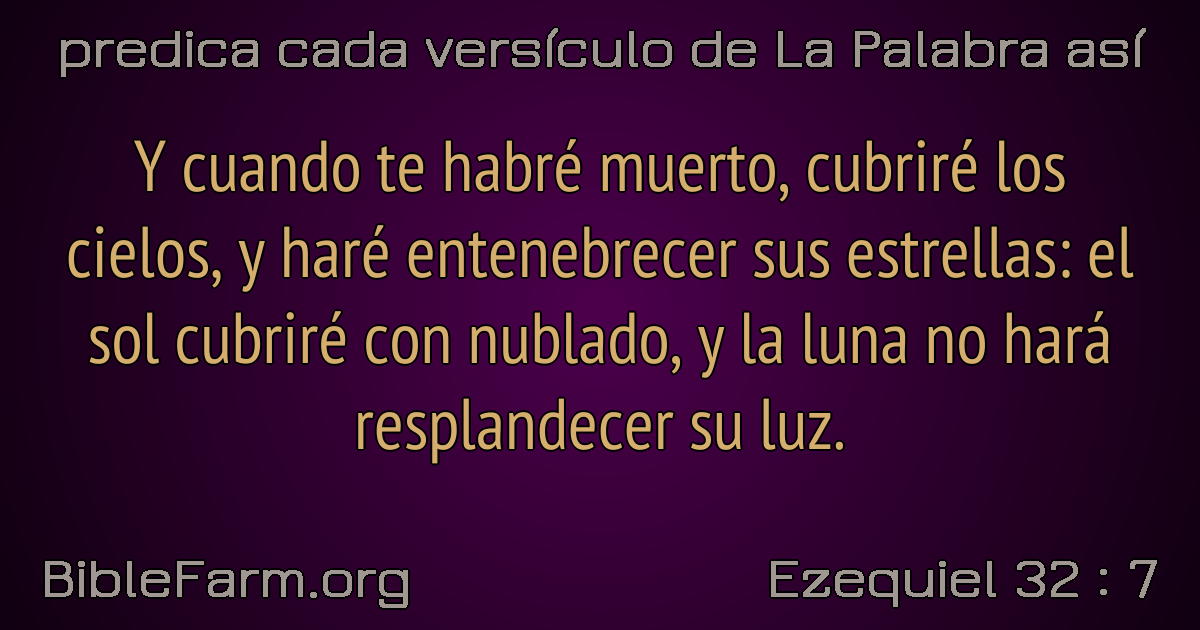 predica cada versículo de La Palabra así
Y cuando te habré muerto, cubriré los
cielos, y haré entenebrecer sus estrellas: el
sol cubriré con nublado, y la luna no hará
resplandecer su luz.
BibleFarm.org
Ezequiel 32 : 7